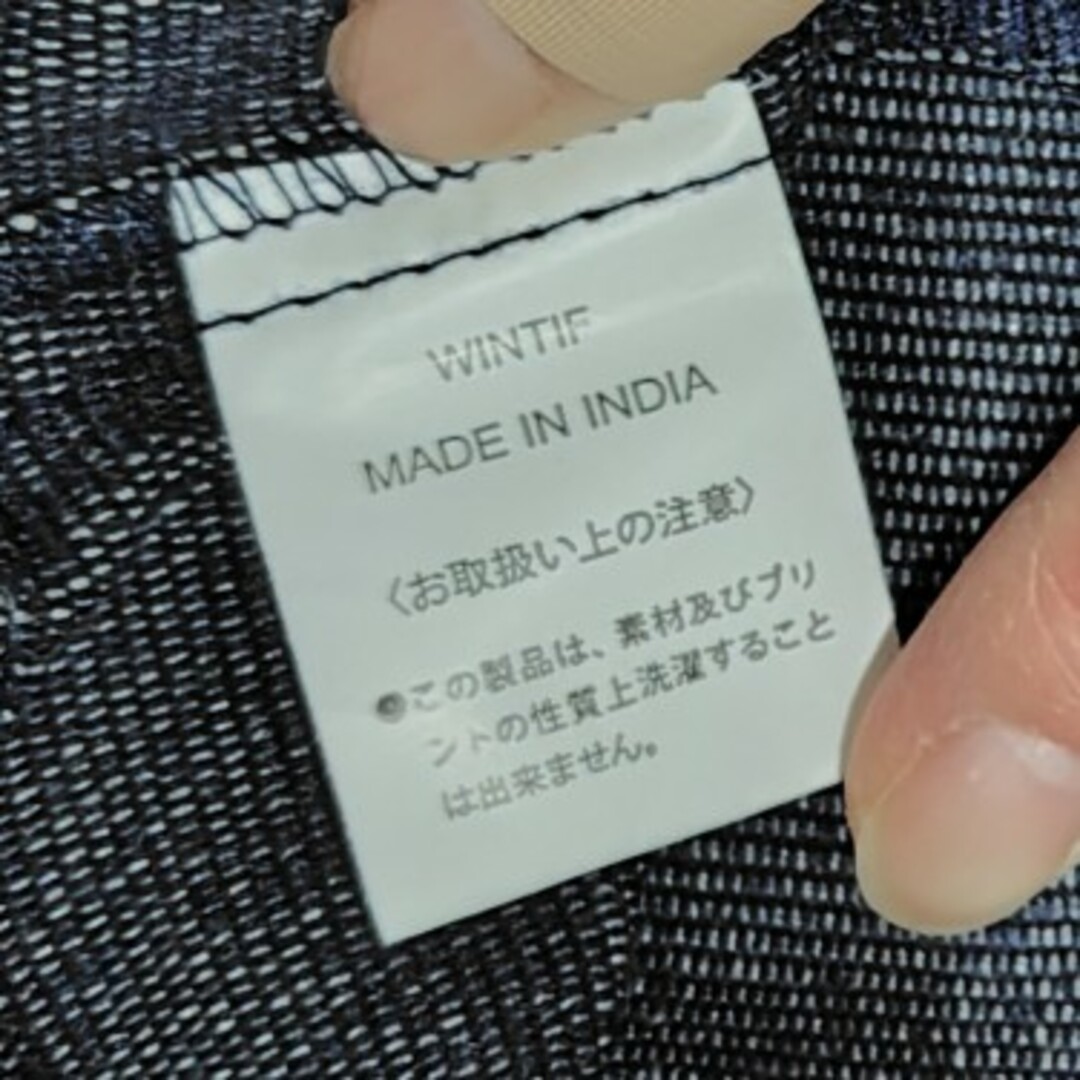 WINTIF
MADE IN INDIA
〈お取扱い上の注意〉
●この製品は、素材及びプリ
ントの性質上洗濯すること
は出来ません。